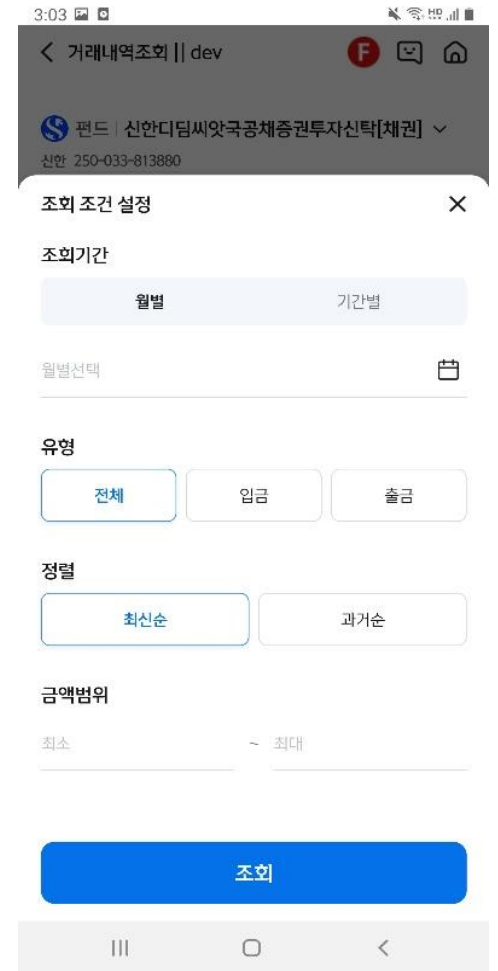 3:03
거래내역조회 || dev
F
펀드 | 신한디딤씨앗국공채증권투자신탁[채권]
신한 250-033-813880
조회 조건 설정
조회기간
월별 기간별
월별선택
유형
전체 입금 출금
정렬
최신순 과거순
금액범위
최소 ~ 최대
조회